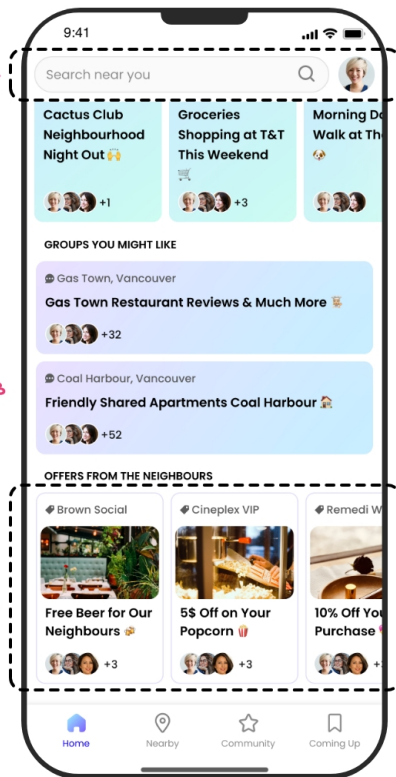 9:41
Search near you
Cactus Club
Neighbourhood
Night Out 🙌
+1
Groceries
Shopping at T&T
This Weekend
🛒
+3
Morning Do
Walk at Th
🐶
GROUPS YOU MIGHT LIKE
Gas Town, Vancouver
Gas Town Restaurant Reviews & Much More
+32
Coal Harbour, Vancouver
Friendly Shared Apartments Coal Harbour 🏠
+52
OFFERS FROM THE NEIGHBOURS
Brown Social
Free Beer for Our
Neighbours 🍻
+3
Cineplex VIP
5$ Off on Your
Popcorn 🍿
+3
Remedi W
10% Off You
Purchase
+3
Home
Nearby
Community
Coming Up